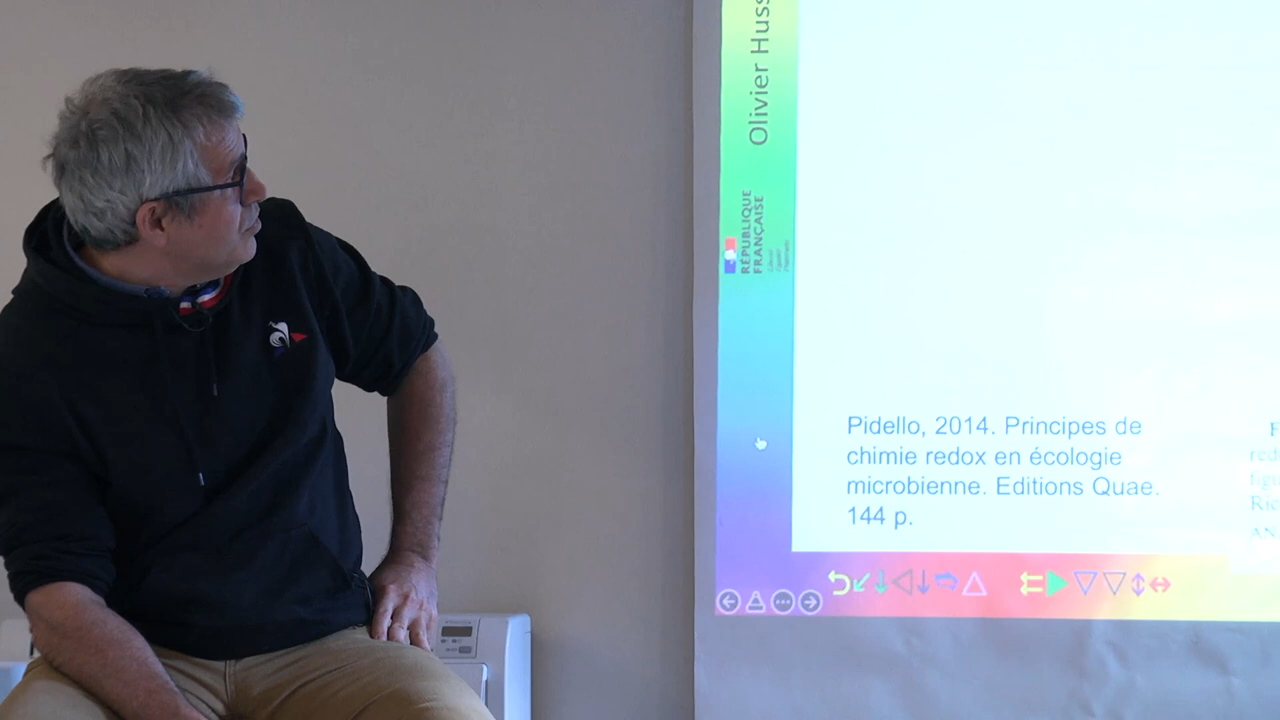 Olivier Huss
RÉPUBLIQUE
FRANÇAISE
Pidello, 2014. Principes de
chimie redox en écologie
microbienne. Editions Quae.
144 p.